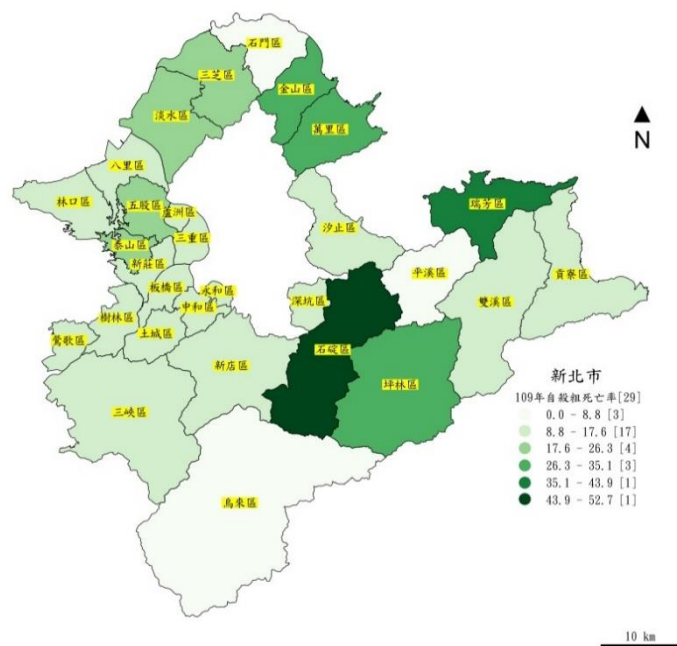 石門區
三芝區
金山區
淡水區
萬里區
N
八里區
林口區
五股區
蘆洲區
瑞芳區
汐止區
三重區
泰山區
平溪區
新莊區
貢寮區
板橋區
永和區
深坑區
雙溪區
中和區
樹林區
土城區
鶯歌區
石碇區
新店區
坪林區
三峽區
烏來區
新北市
109年自殺粗死亡率[29]
0.0 - 8.8 [3]
8.8 - 17.6 [17]
17.6 - 26.3 [4]
26.3 - 35.1 [3]
35.1 - 43.9 [1]
43.9 - 52.7 [1]
10 km